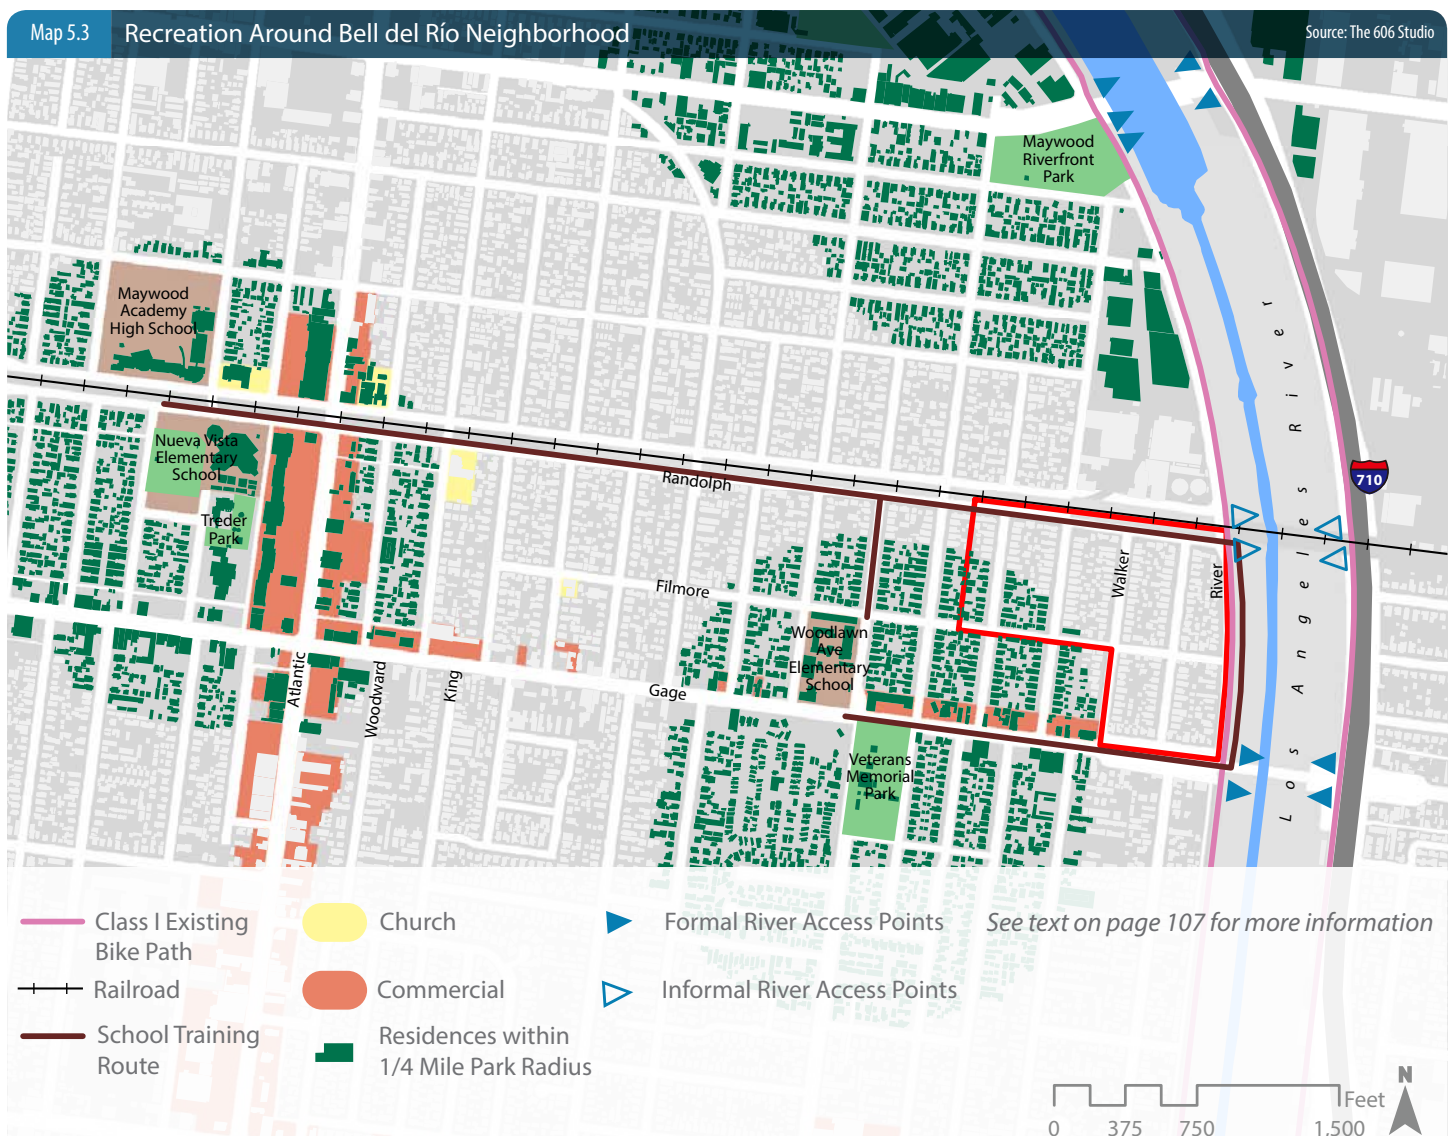 Map 5.3
Recreation Around Bell del Río Neighborhood
Source: The 606 Studio
Maywood
Riverfront
Park
Maywood
Academy
High School
Nueva Vista
Elementary
School
Treder
Park
Randolph
Filmore
Gage
Atlantic
Woodward
King
Woodlawn
Ave
Elementary
School
Veterans
Memorial
Park
Walker
River
Los Angeles River
710
Class I Existing
Bike Path
Railroad
School Training
Route
Church
Commercial
Residences within
1/4 Mile Park Radius
Formal River Access Points
Informal River Access Points
See text on page 107 for more information
N
Feet
0 375 750 1,500